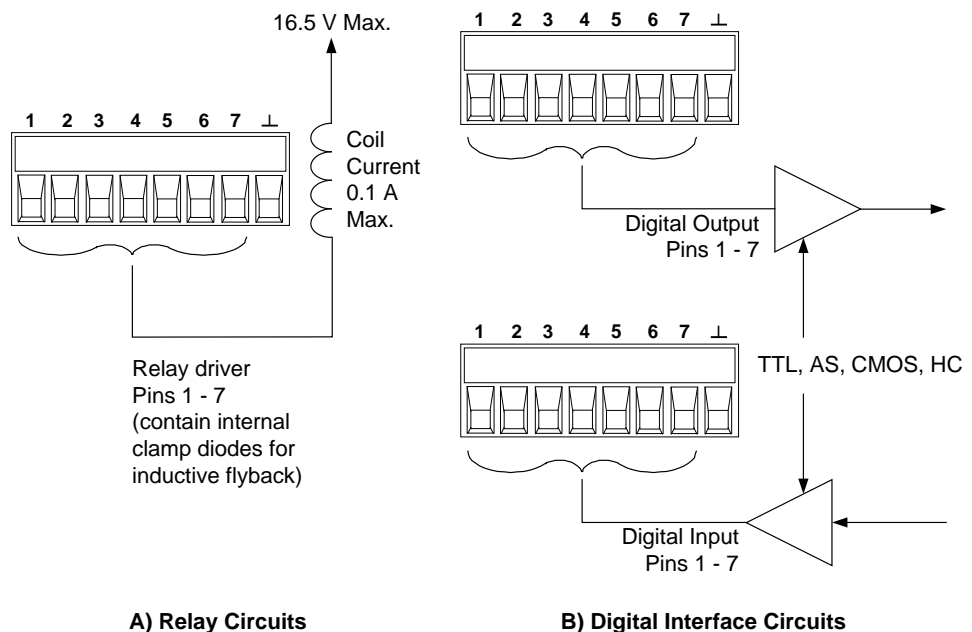 16.5 V Max.
1 2 3 4 5 6 7 ⊥
Coil
Current
0.1 A
Max.
Relay driver
Pins 1 - 7
(contain internal
clamp diodes for
inductive flyback)
A) Relay Circuits
1 2 3 4 5 6 7 ⊥
Digital Output
Pins 1 - 7
TTL, AS, CMOS, HC
1 2 3 4 5 6 7 ⊥
Digital Input
Pins 1 - 7
B) Digital Interface Circuits